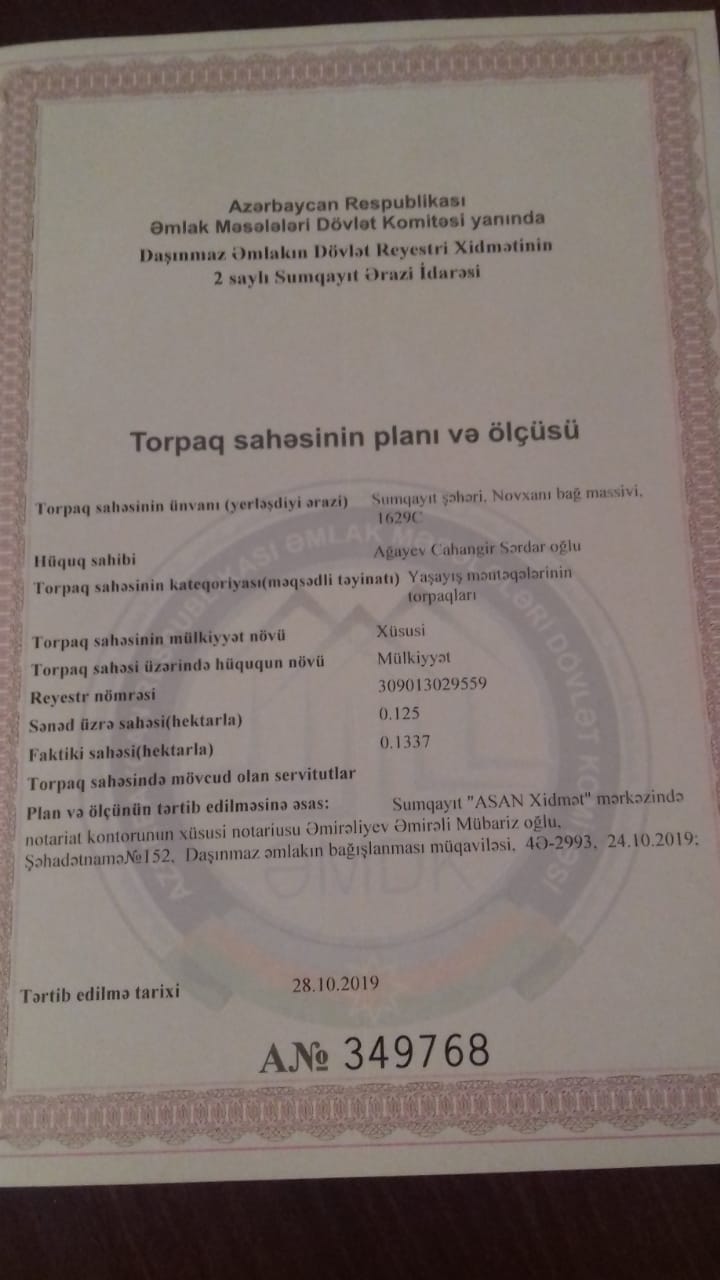 Azərbaycan Respublikası
Əmlak Məsələləri Dövlət Komitəsi yanında
Daşınmaz Əmlakın Dövlət Reyestri Xidmətinin
2 saylı Sumqayıt Ərazi İdarəsi
Torpaq sahəsinin planı və ölçüsü
Torpaq sahəsinin ünvanı (yerləşdiyi ərazi) Sumqayıt şəhəri, Novxanı bağ massivi,
1629C
Hüquq sahibi Ağayev Cahangir Sərdar oğlu
Torpaq sahəsinin kateqoriyası(məqsədli təyinatı) Yaşayış məntəqələrinin
torpaqları
Torpaq sahəsinin mülkiyyət növü Xüsusi
Torpaq sahəsi üzərində hüququn növü Mülkiyyət
Reyestr nömrəsi 309013029559
Sənəd üzrə sahəsi(hektarla) 0.125
Faktiki sahəsi(hektarla) 0.1337
Torpaq sahəsində mövcud olan servitutlar
Plan və ölçünün tərtib edilməsinə əsas: Sumqayıt "ASAN Xidmət" mərkəzində
notariat kontorunun xüsusi notariusu Əmirəliyev Əmirəli Mübariz oğlu,
Şəhadətnamə№152, Daşınmaz əmlakın bağışlanması müqaviləsi, 4Ə-2993, 24.10.2019;
ƏMDK
Tərtib edilmə tarixi 28.10.2019
A№ 349768